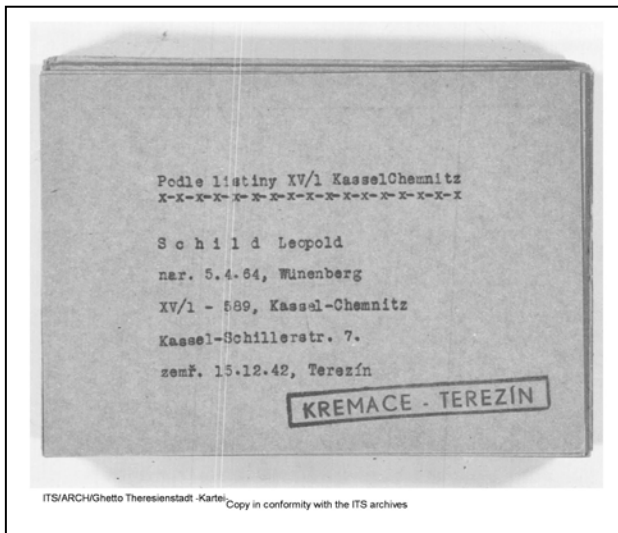 Podle listiny XV/1 KasselChemnitz
x-x-x-x-x-x-x-x-x-x-x-x-x-x-x-x-x
S c h i l d Leopold
nar. 5.4.64, Wünenberg
XV/1 - 589, Kassel-Chemnitz
Kassel-Schillerstr. 7.
zemř. 15.12.42, Terezín
KREMACE - TEREZÍN
ITS/ARCH/Ghetto Theresienstadt -Kartei-
Copy in conformity with the ITS archives